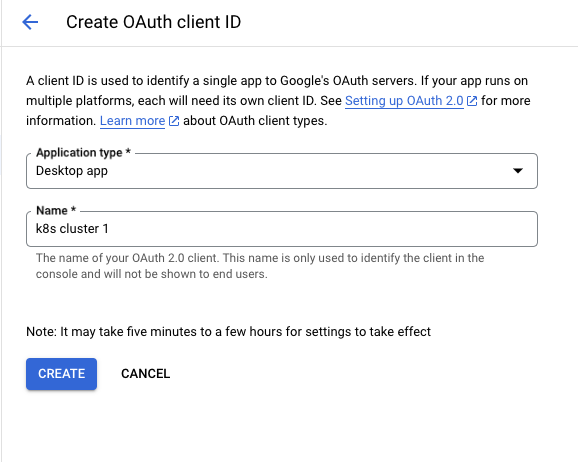 Create OAuth client ID
A client ID is used to identify a single app to Google's OAuth servers. If your app runs on
multiple platforms, each will need its own client ID. See Setting up OAuth 2.0 for more
information. Learn more about OAuth client types.
Application type *
Desktop app
Name *
k8s cluster 1
The name of your OAuth 2.0 client. This name is only used to identify the client in the
console and will not be shown to end users.
Note: It may take five minutes to a few hours for settings to take effect
CREATE CANCEL